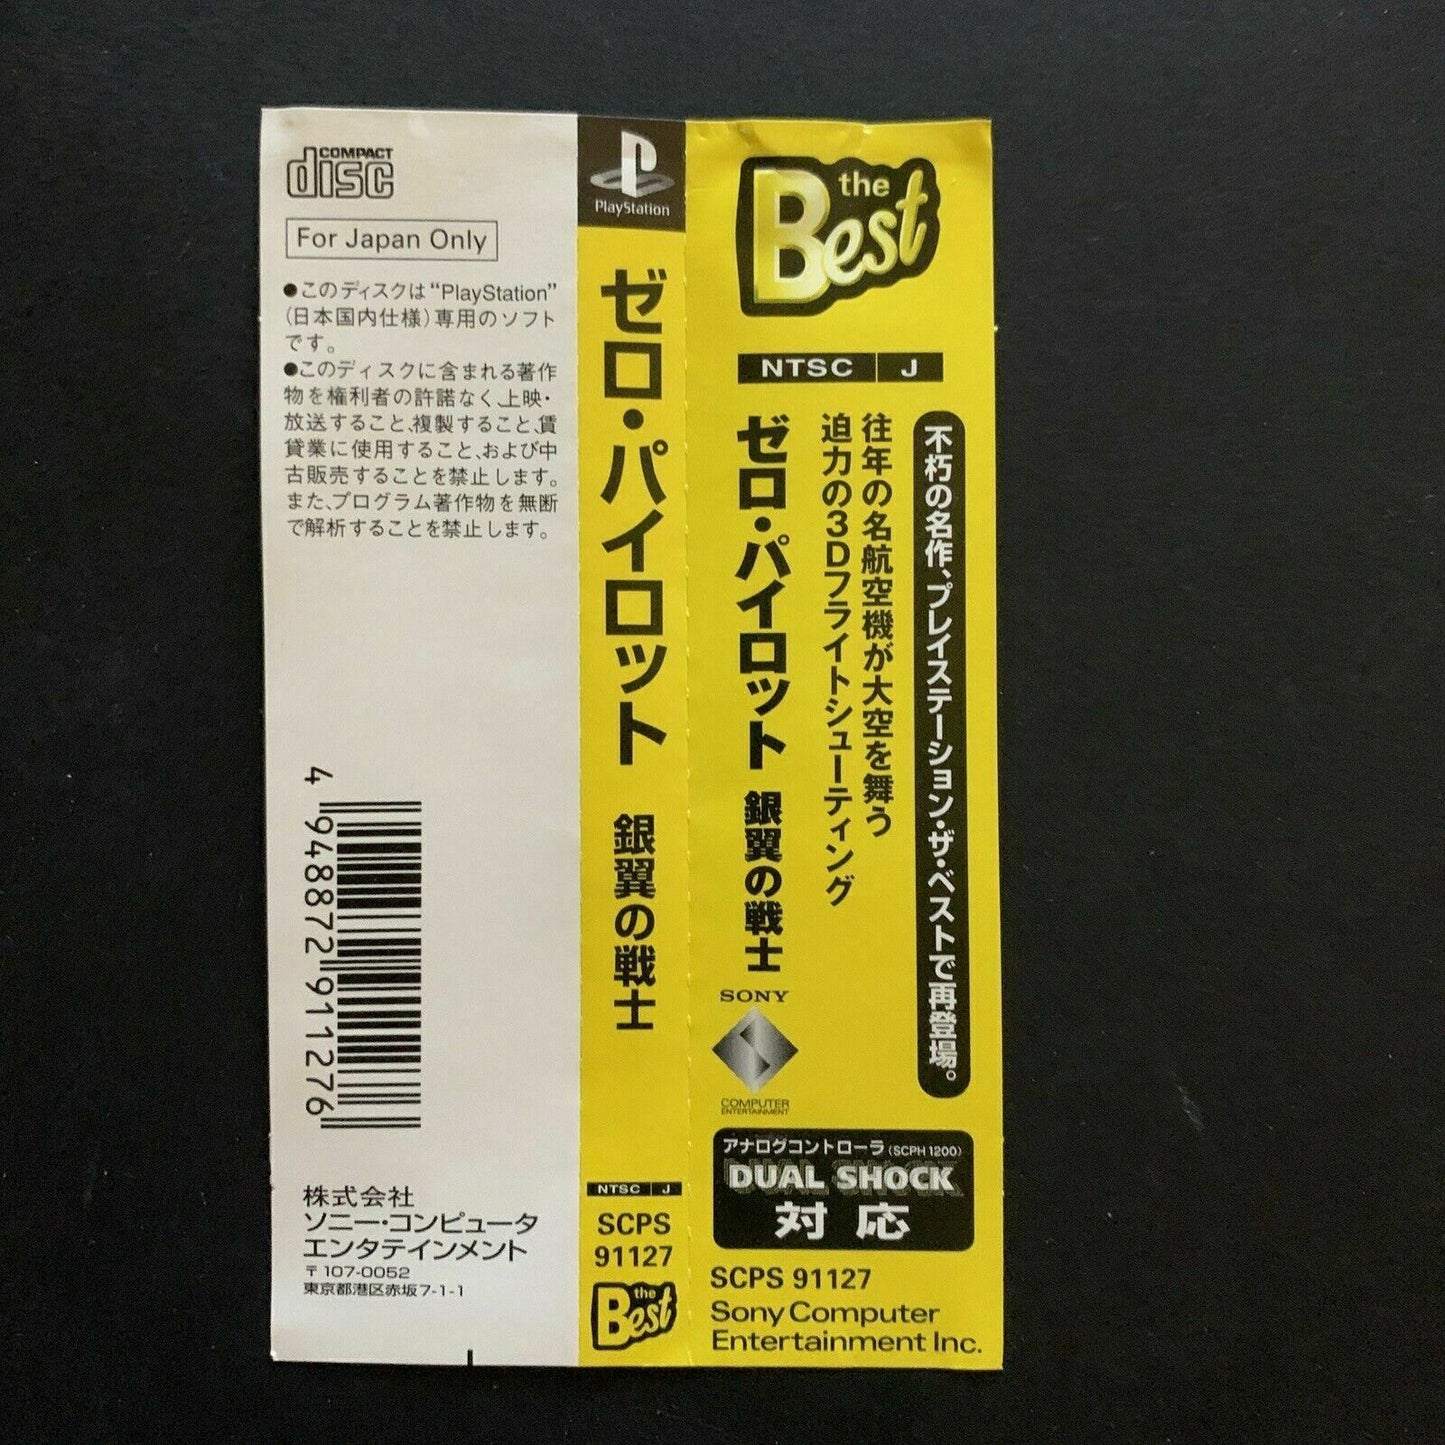 COMPACT
disc
For Japan Only
●このディスクは“PlayStation”
(日本国内仕様)専用のソフト
です。
●このディスクに含まれる著作
物を権利者の許諾なく、上映・
放送すること、複製すること、賃
貸業に使用すること、および中
古販売することを禁止します。
また、プログラム著作物を無断
で解析することを禁止します。
4 948872 911276
株式会社
ソニー・コンピュータ
エンタテインメント
〒107-0052
東京都港区赤坂7-1-1
PlayStation
ゼロ・パイロット 銀翼の戦士
NTSC J
SCPS
91127
the
Best
the
Best
NTSC J
不朽の名作、プレイステーション・ザ・ベストで再登場。
往年の名航空機が大空を舞う
迫力の3Dフライトシューティング
ゼロ・パイロット 銀翼の戦士
SONY
COMPUTER
ENTERTAINMENT
アナログコントローラ(SCPH 1200)
DUAL SHOCK
対応
SCPS 91127
Sony Computer
Entertainment Inc.